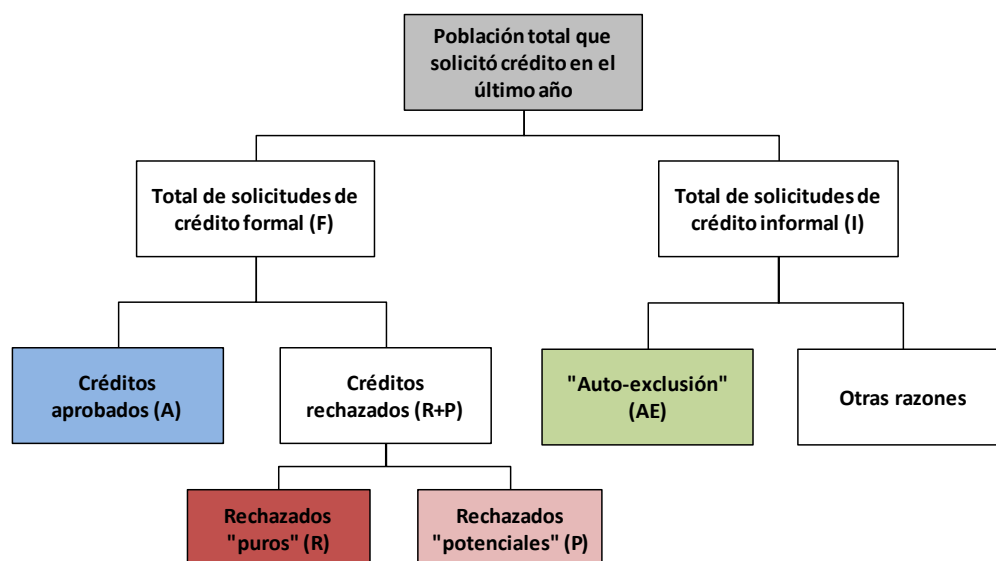 Población total que
solicitó crédito en el
último año
Total de solicitudes de
crédito formal (F)
Total de solicitudes de
crédito informal (I)
Créditos
aprobados (A)
Créditos
rechazados (R+P)
"Auto-exclusión"
(AE)
Otras razones
Rechazados
"puros" (R)
Rechazados
"potenciales" (P)